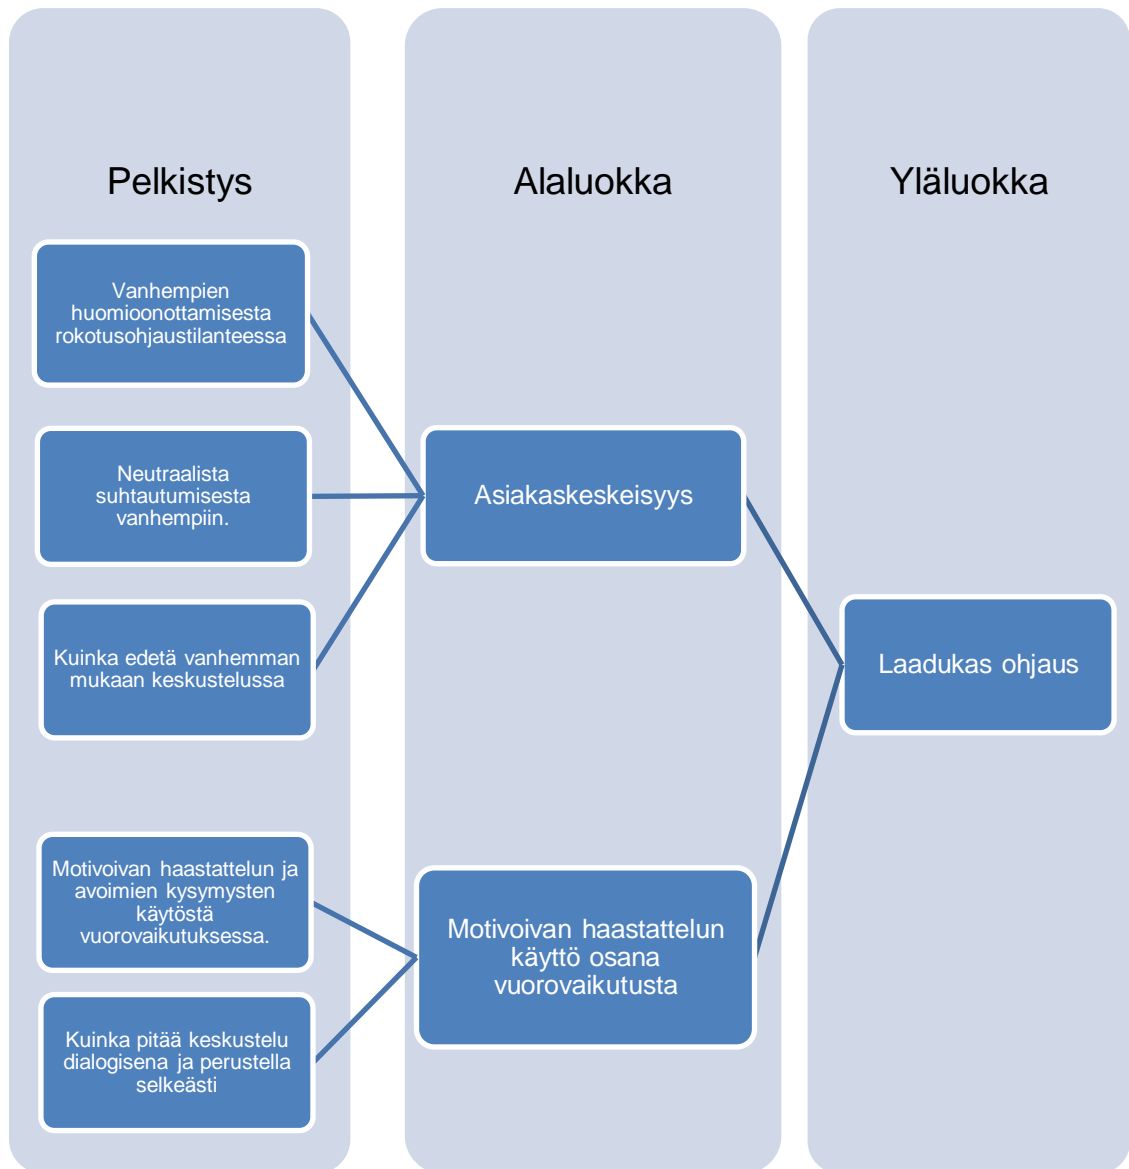 Pelkistys
Alaluokka
Yläluokka
Vanhempien
huomioonottamisesta
rokotusohjaustilanteessa
Neutraalista
suhtautumisesta
vanhempiin.
Kuinka edetä vanhemman
mukaan keskustelussa
Motivoivan haastattelun ja
avoimien kysymysten
käytöstä
vuorovaikutuksessa.
Kuinka pitää keskustelu
dialogisena ja perustella
selkeästi
Asiakaskeskeisyys
Motivoivan haastattelun
käyttö osana
vuorovaikutusta
Laadukas ohjaus